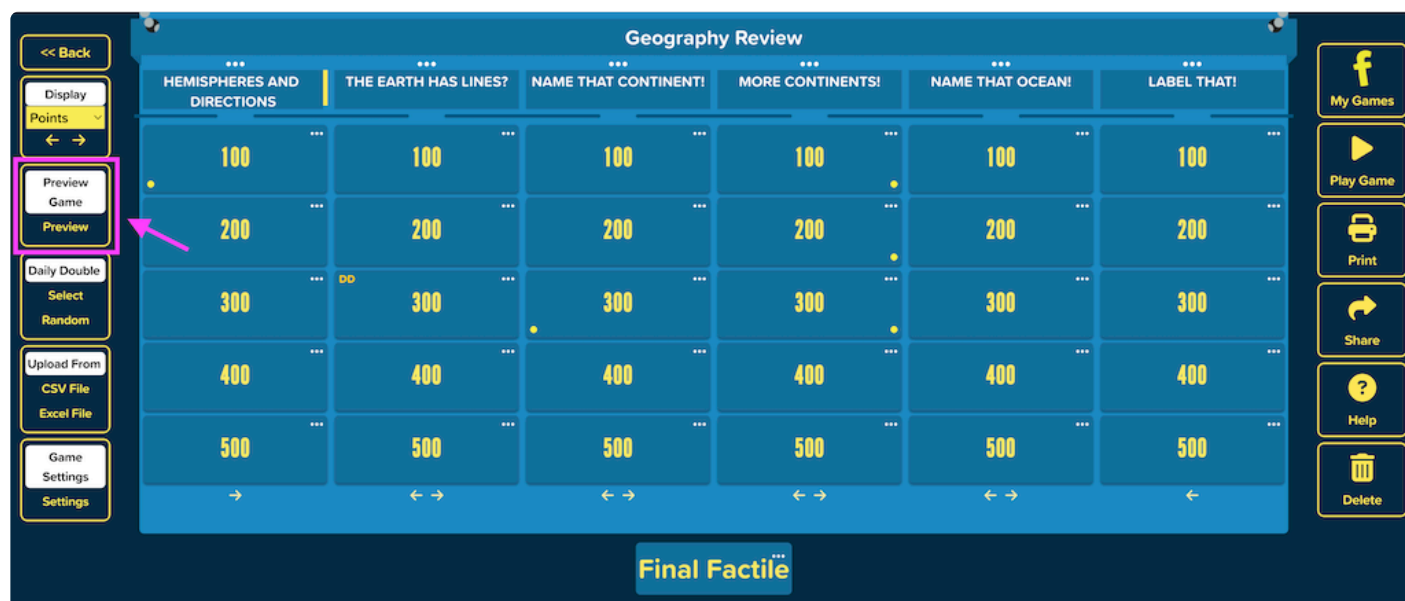 << Back
Display
Points
← →
Preview
Game
Preview
Daily Double
Select
Random
Upload From
CSV File
Excel File
Game
Settings
Settings
Geography Review
HEMISPHERES AND
DIRECTIONS
THE EARTH HAS LINES?
NAME THAT CONTINENT!
MORE CONTINENTS!
NAME THAT OCEAN!
LABEL THAT!
100 100 100 100 100 100
200 200 200 200 200 200
DD
300 300 300 300 300 300
400 400 400 400 400 400
500 500 500 500 500 500
→ ← → ← → ← → ← → ←
Final Factile
f
My Games
Play Game
Print
Share
?
Help
Delete